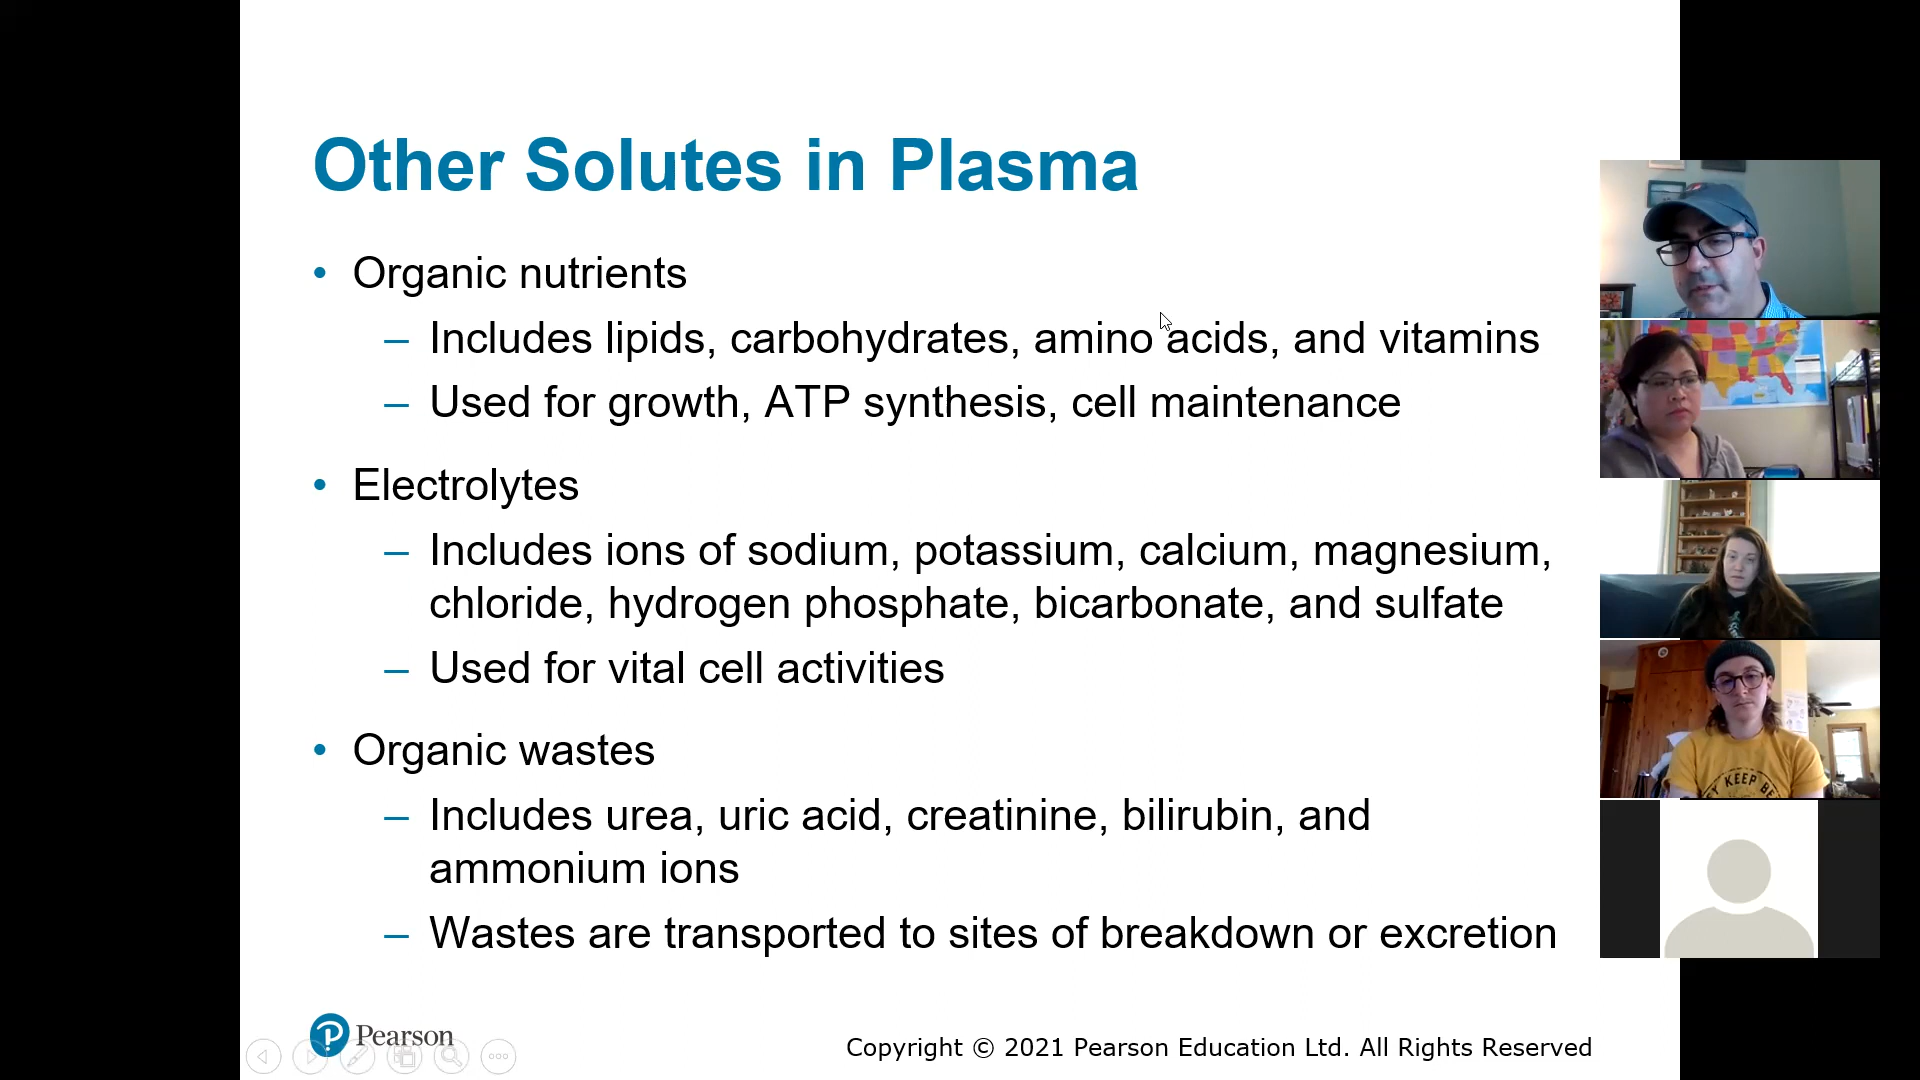 Other Solutes in Plasma
• Organic nutrients
– Includes lipids, carbohydrates, amino acids, and vitamins
– Used for growth, ATP synthesis, cell maintenance
• Electrolytes
– Includes ions of sodium, potassium, calcium, magnesium,
chloride, hydrogen phosphate, bicarbonate, and sulfate
– Used for vital cell activities
• Organic wastes
– Includes urea, uric acid, creatinine, bilirubin, and
ammonium ions
– Wastes are transported to sites of breakdown or excretion
Pearson
Copyright © 2021 Pearson Education Ltd. All Rights Reserved
KEEP